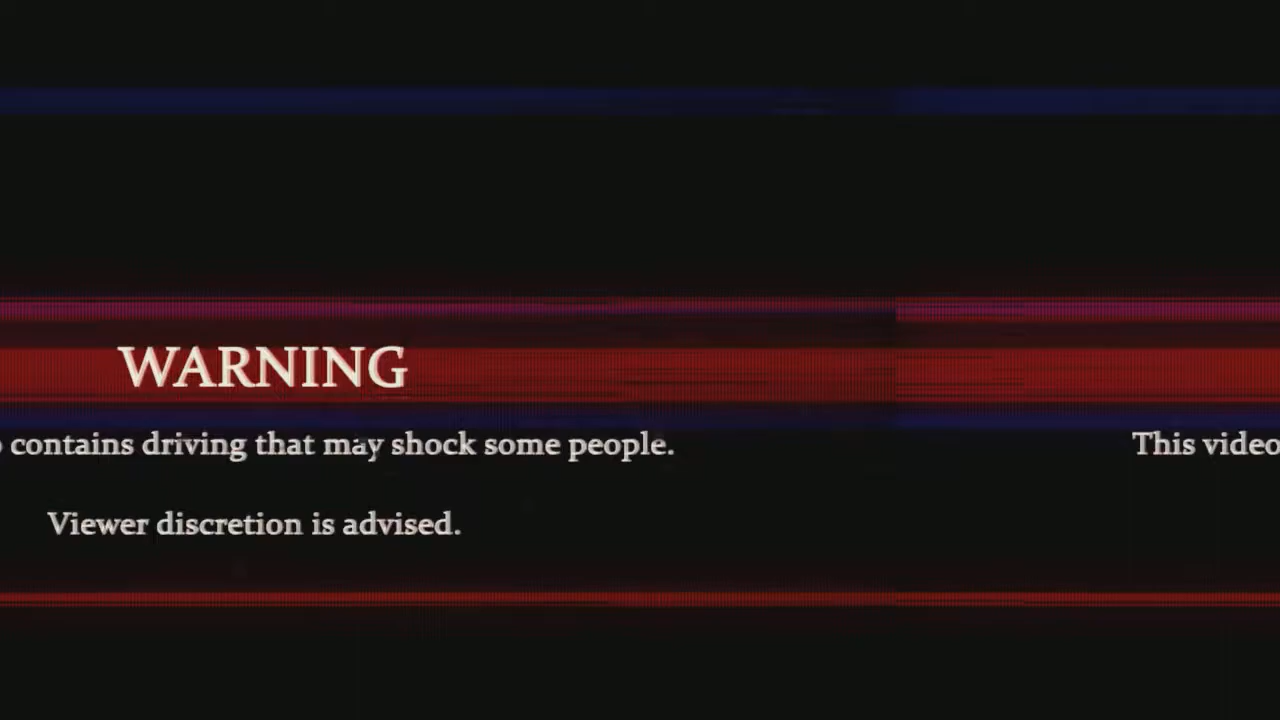 WARNING
contains driving that may shock some people. This video
Viewer discretion is advised.